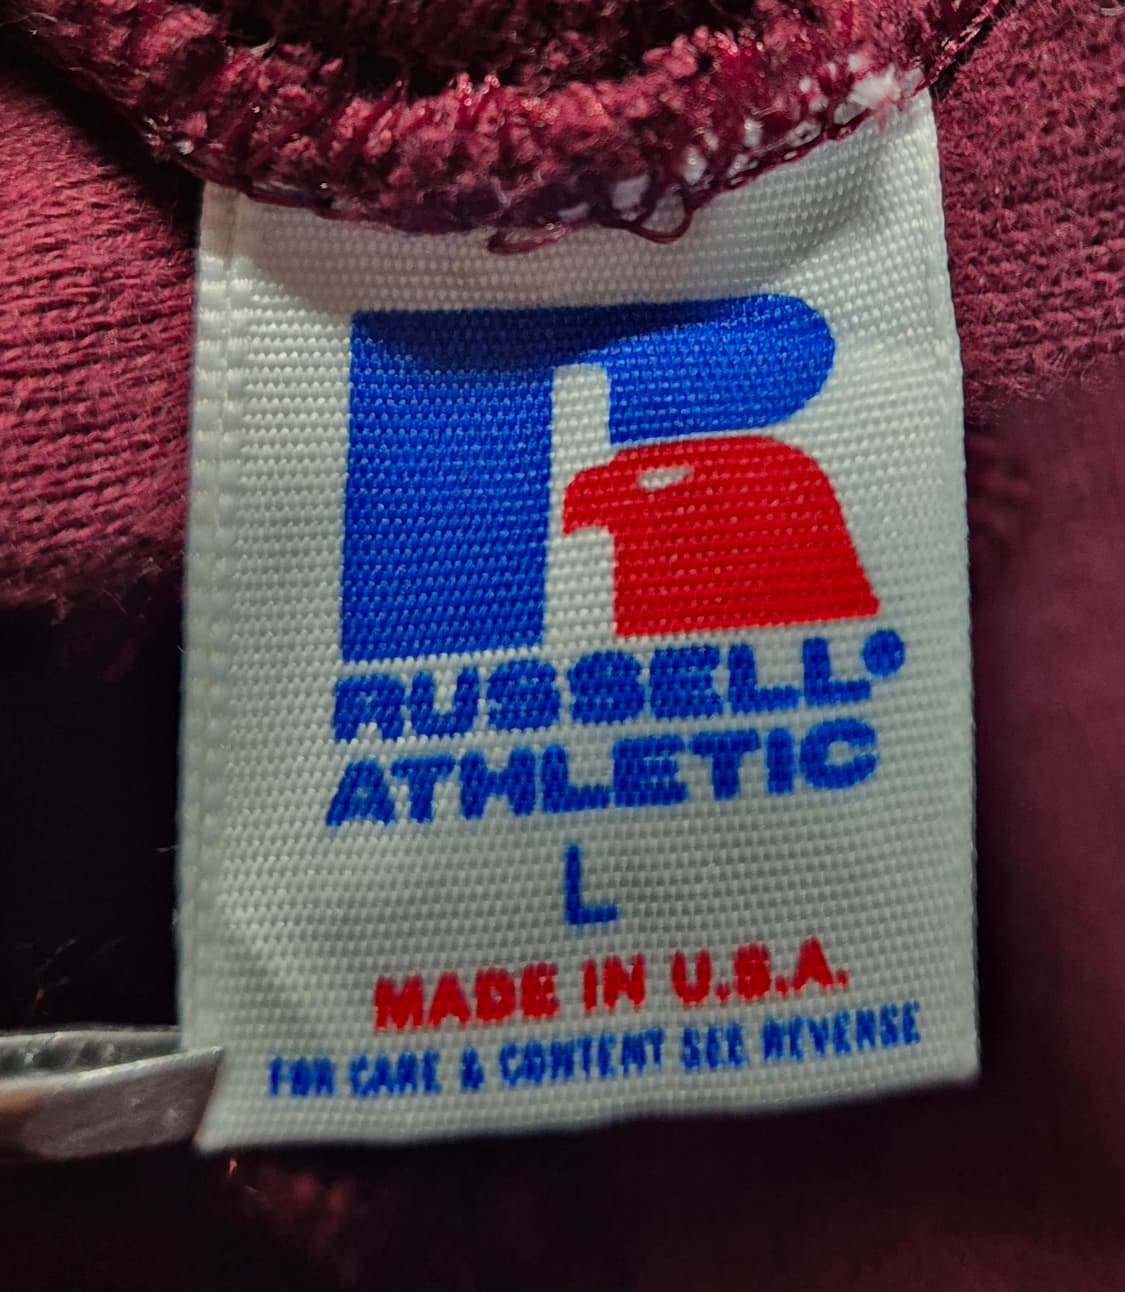 RUSSELL®
ATHLETIC
L
MADE IN U.S.A.
FOR CARE & CONTENT SEE REVERSE